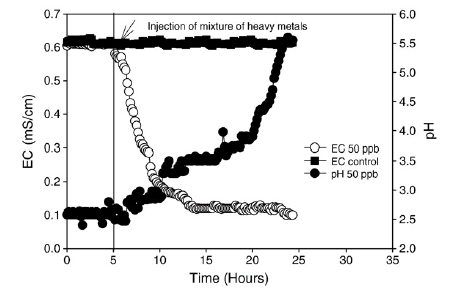 Injection of mixture of heavy metals
EC (mS/cm)
0.7
0.6
0.5
0.4
0.3
0.2
0.1
0.0
6.0
5.5
5.0
4.5
4.0
3.5
3.0
2.5
2.0
pH
EC 50 ppb
EC control
pH 50 ppb
0 5 10 15 20 25 30 35
Time (Hours)